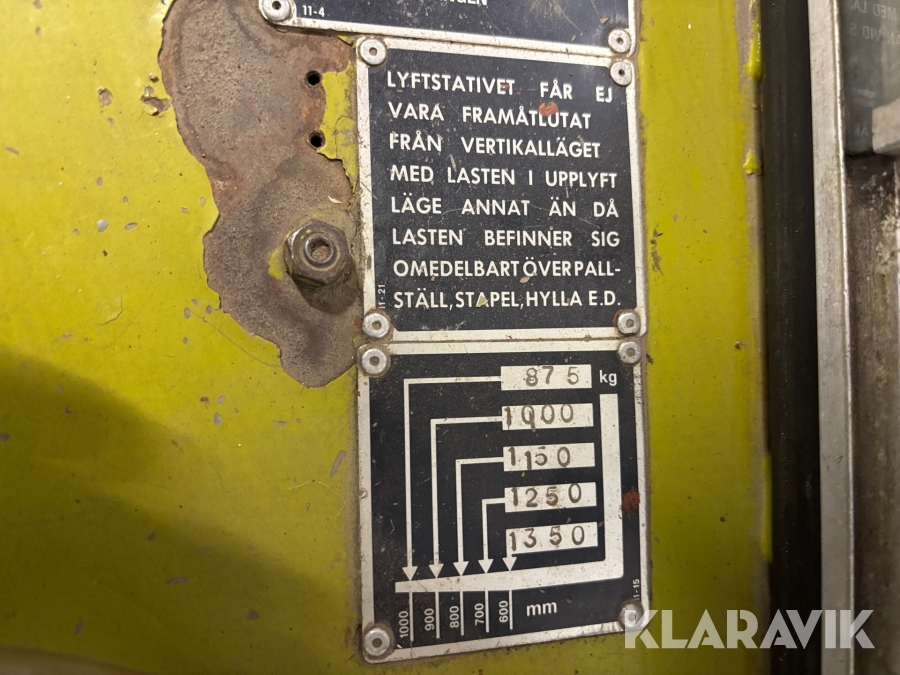 11-4
LYFTSTATIVET FÅR EJ
VARA FRAMÅTLUTAT
FRÅN VERTIKALLÄGET
MED LASTEN I UPPLYFT
LÄGE ANNAT ÄN DÅ
LASTEN BEFINNER SIG
OMEDELBART ÖVER PALL-
STÄLL, STAPEL, HYLLA E.D.
11-21
875 kg
1000
1150
1250
1350
1000 900 800 700 600 mm
11-15
KLARAVIK